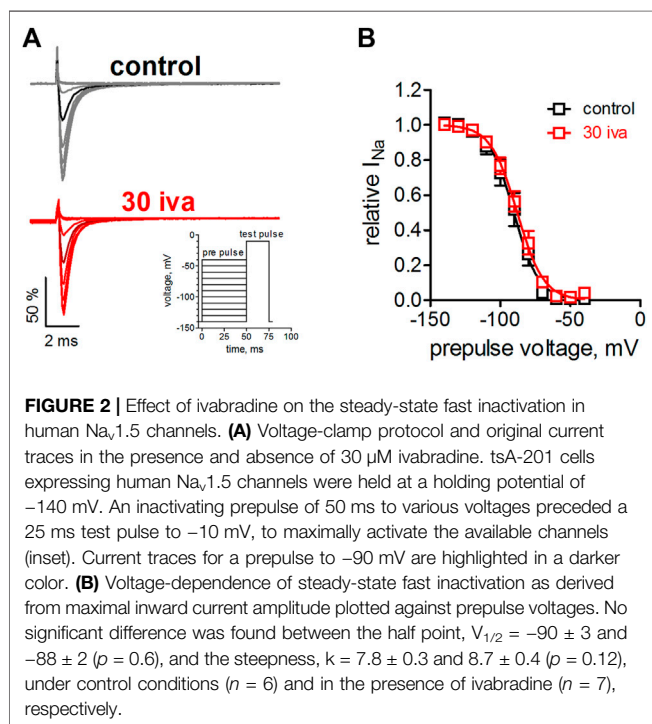 A
control
30 iva
50 %
2 ms
voltage, mV
0
-50
-100
-150
pre pulse
test pulse
0 25 50 75 100
time, ms
B
relative INa
1.2
1.0
0.8
0.6
0.4
0.2
0.0
control
30 iva
-150 -100 -50 0
prepulse voltage, mV
FIGURE 2 | Effect of ivabradine on the steady-state fast inactivation in
human Nav1.5 channels. (A) Voltage-clamp protocol and original current
traces in the presence and absence of 30 µM ivabradine. tsA-201 cells
expressing human Nav1.5 channels were held at a holding potential of
−140 mV. An inactivating prepulse of 50 ms to various voltages preceded a
25 ms test pulse to −10 mV, to maximally activate the available channels
(inset). Current traces for a prepulse to −90 mV are highlighted in a darker
color. (B) Voltage-dependence of steady-state fast inactivation as derived
from maximal inward current amplitude plotted against prepulse voltages. No
significant difference was found between the half point, V1/2 = −90 ± 3 and
−88 ± 2 (p = 0.6), and the steepness, k = 7.8 ± 0.3 and 8.7 ± 0.4 (p = 0.12),
under control conditions (n = 6) and in the presence of ivabradine (n = 7),
respectively.